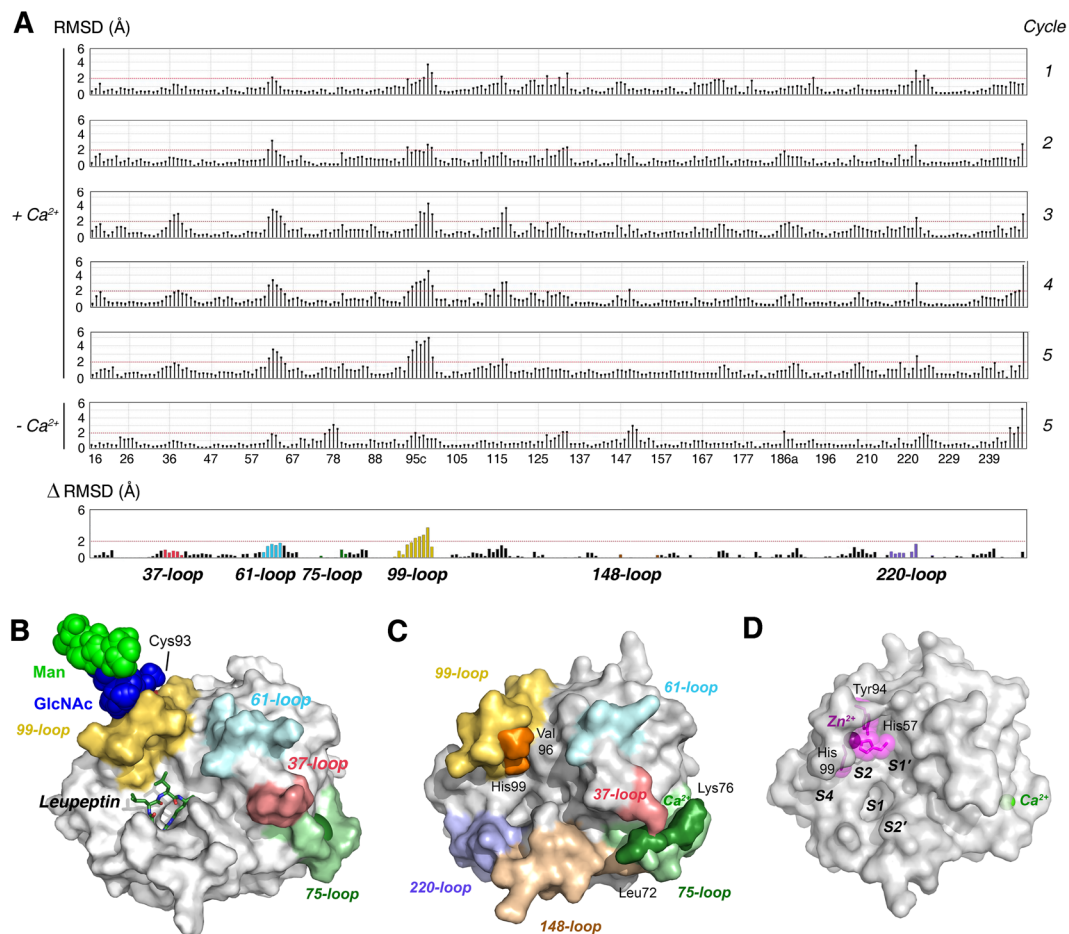 A RMSD (Å) Cycle
6
4
2
0
1
6
4
2
0
2
+ Ca²⁺
6
4
2
0
3
6
4
2
0
4
6
4
2
0
5
- Ca²⁺
6
4
2
0
5
16 26 36 47 57 67 77 88 95c 105 115 127 137 147 157 167 177 186a 196 210 220 229 239
Δ RMSD (Å)
6
4
2
0
37-loop 61-loop 75-loop 99-loop 148-loop 220-loop
B
Cys93
Man
GlcNAc
99-loop
61-loop
37-loop
Leupeptin
75-loop
C
99-loop
61-loop
Val
96
His99
37-loop
Ca²⁺
Lys76
220-loop
Leu72
75-loop
148-loop
D
Tyr94
Zn²⁺
His57
His
99
S2
S1'
S4
S1
S2'
Ca²⁺